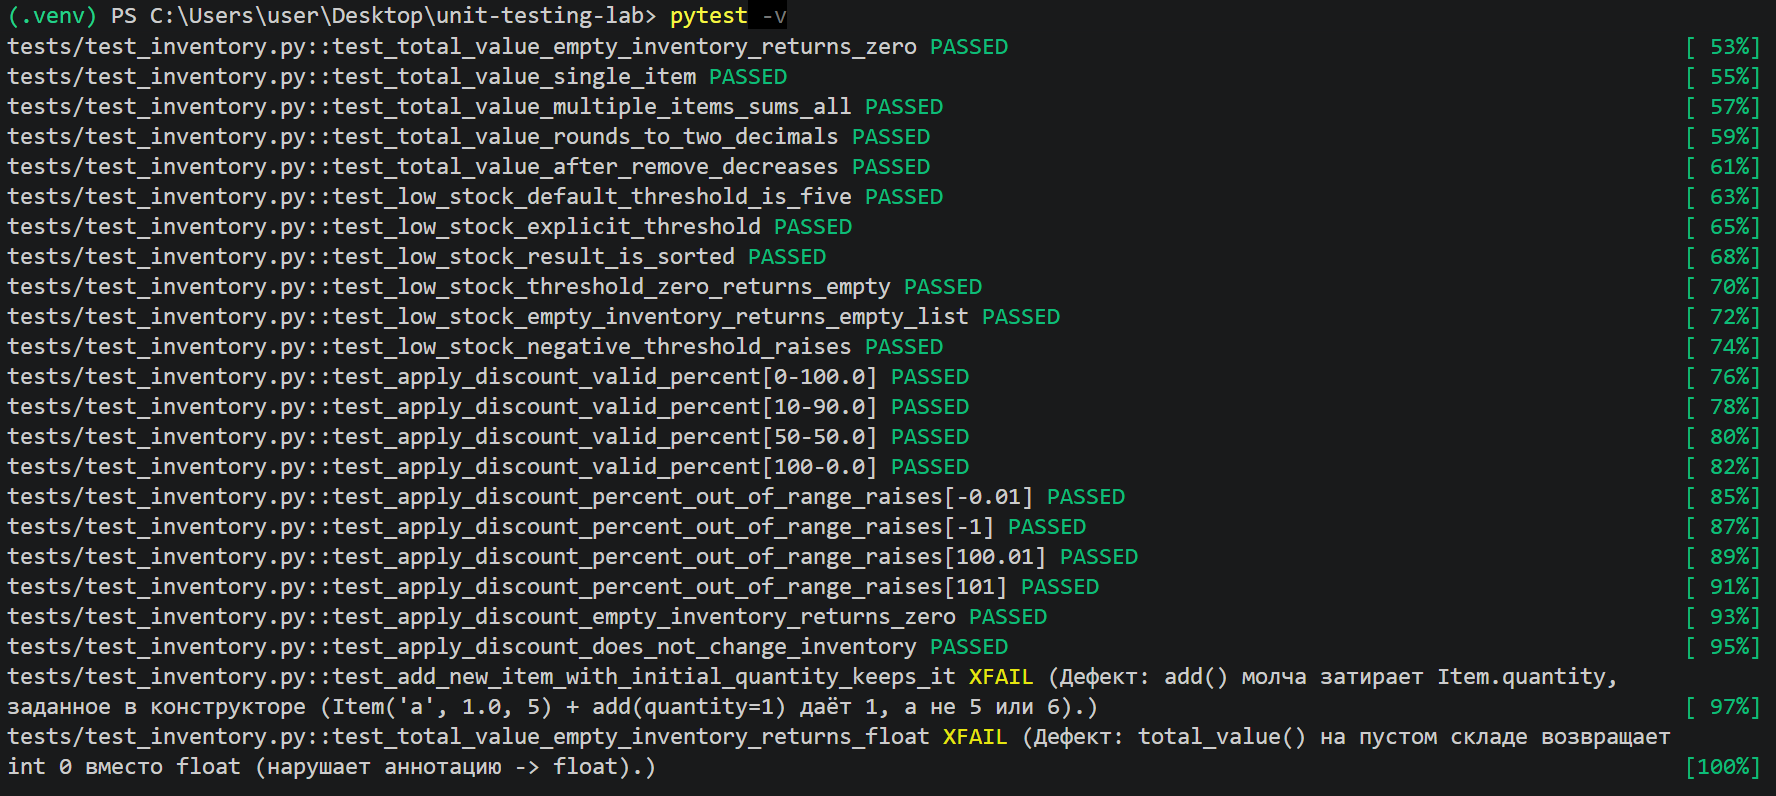 (.venv) PS C:\Users\user\Desktop\unit-testing-lab> pytest -v
tests/test_inventory.py::test_total_value_empty_inventory_returns_zero PASSED [ 53%]
tests/test_inventory.py::test_total_value_single_item PASSED [ 55%]
tests/test_inventory.py::test_total_value_multiple_items_sums_all PASSED [ 57%]
tests/test_inventory.py::test_total_value_rounds_to_two_decimals PASSED [ 59%]
tests/test_inventory.py::test_total_value_after_remove_decreases PASSED [ 61%]
tests/test_inventory.py::test_low_stock_default_threshold_is_five PASSED [ 63%]
tests/test_inventory.py::test_low_stock_explicit_threshold PASSED [ 65%]
tests/test_inventory.py::test_low_stock_result_is_sorted PASSED [ 68%]
tests/test_inventory.py::test_low_stock_threshold_zero_returns_empty PASSED [ 70%]
tests/test_inventory.py::test_low_stock_empty_inventory_returns_empty_list PASSED [ 72%]
tests/test_inventory.py::test_low_stock_negative_threshold_raises PASSED [ 74%]
tests/test_inventory.py::test_apply_discount_valid_percent[0-100.0] PASSED [ 76%]
tests/test_inventory.py::test_apply_discount_valid_percent[10-90.0] PASSED [ 78%]
tests/test_inventory.py::test_apply_discount_valid_percent[50-50.0] PASSED [ 80%]
tests/test_inventory.py::test_apply_discount_valid_percent[100-0.0] PASSED [ 82%]
tests/test_inventory.py::test_apply_discount_percent_out_of_range_raises[-0.01] PASSED [ 85%]
tests/test_inventory.py::test_apply_discount_percent_out_of_range_raises[-1] PASSED [ 87%]
tests/test_inventory.py::test_apply_discount_percent_out_of_range_raises[100.01] PASSED [ 89%]
tests/test_inventory.py::test_apply_discount_percent_out_of_range_raises[101] PASSED [ 91%]
tests/test_inventory.py::test_apply_discount_empty_inventory_returns_zero PASSED [ 93%]
tests/test_inventory.py::test_apply_discount_does_not_change_inventory PASSED [ 95%]
tests/test_inventory.py::test_add_new_item_with_initial_quantity_keeps_it XFAIL (Дефект: add() молча затирает Item.quantity,
заданное в конструкторе (Item('a', 1.0, 5) + add(quantity=1) даёт 1, а не 5 или 6).) [ 97%]
tests/test_inventory.py::test_total_value_empty_inventory_returns_float XFAIL (Дефект: total_value() на пустом складе возвращает
int 0 вместо float (нарушает аннотацию -> float).) [100%]